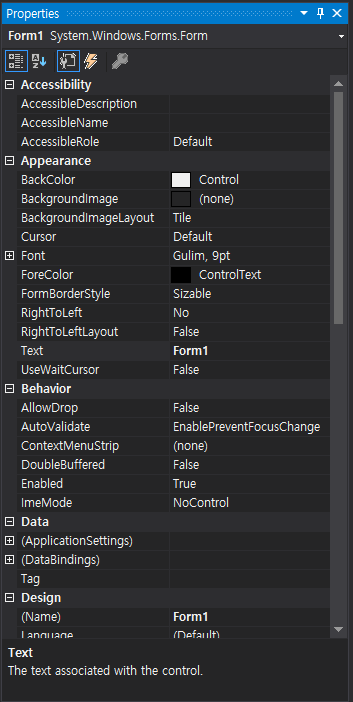 Properties
Form1 System.Windows.Forms.Form
Accessibility
AccessibleDescription
AccessibleName
AccessibleRole Default
Appearance
BackColor Control
BackgroundImage (none)
BackgroundImageLayout Tile
Cursor Default
Font Gulim, 9pt
ForeColor ControlText
FormBorderStyle Sizable
RightToLeft No
RightToLeftLayout False
Text Form1
UseWaitCursor False
Behavior
AllowDrop False
AutoValidate EnablePreventFocusChange
ContextMenuStrip (none)
DoubleBuffered False
Enabled True
ImeMode NoControl
Data
(ApplicationSettings)
(DataBindings)
Tag
Design
(Name) Form1
Language (Default)
Text
The text associated with the control.